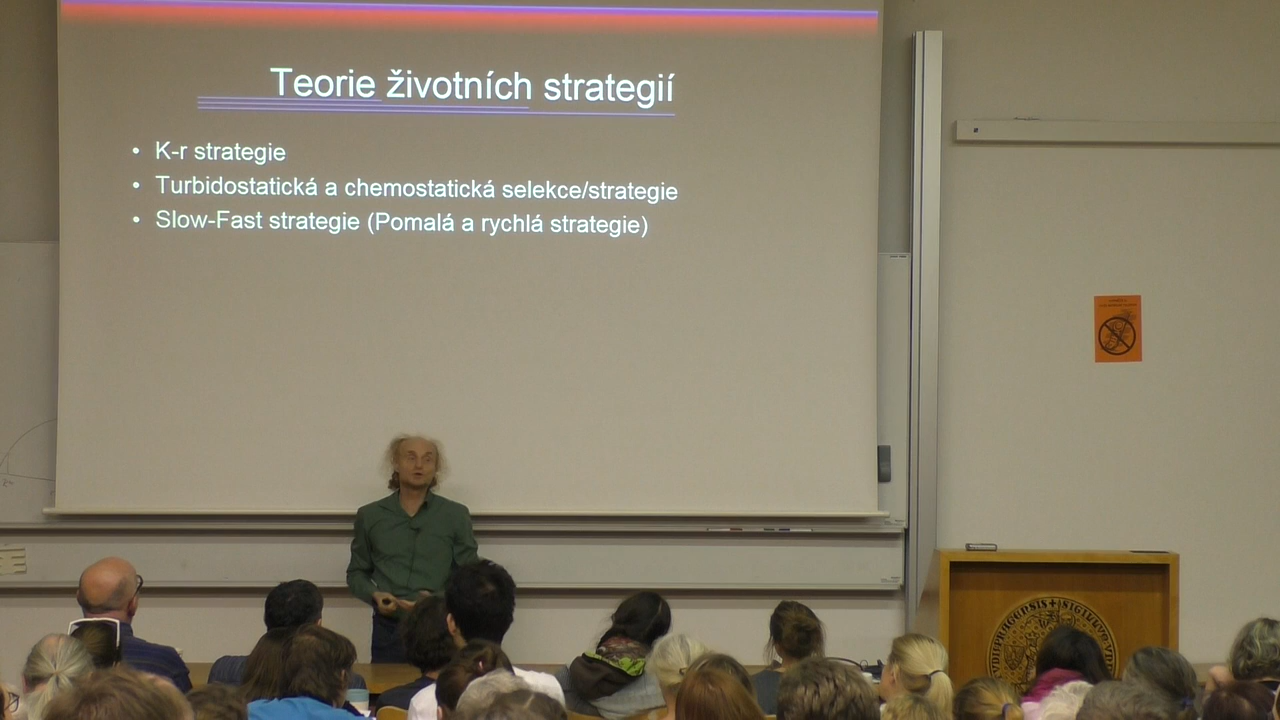 Teorie životních strategií
• K-r strategie
• Turbidostatická a chemostatická selekce/strategie
• Slow-Fast strategie (Pomalá a rychlá strategie)